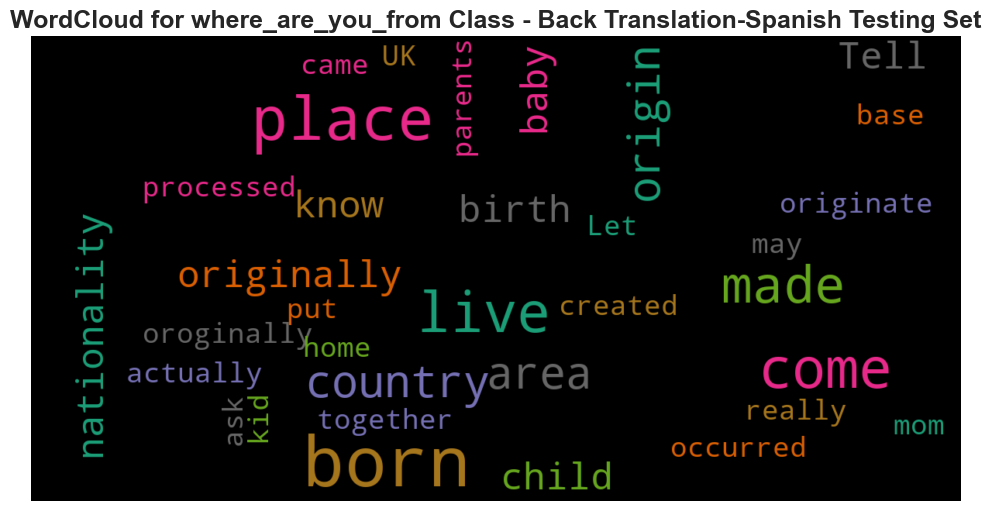 WordCloud for where_are_you_from Class - Back Translation-Spanish Testing Set
came
UK
parents
baby
origin
Tell
place
base
processed
know
birth
Let
originate
nationality
may
originally
put
live
created
made
oroginally
home
actually
country
area
come
ask
kid
together
really
mom
born
child
occurred